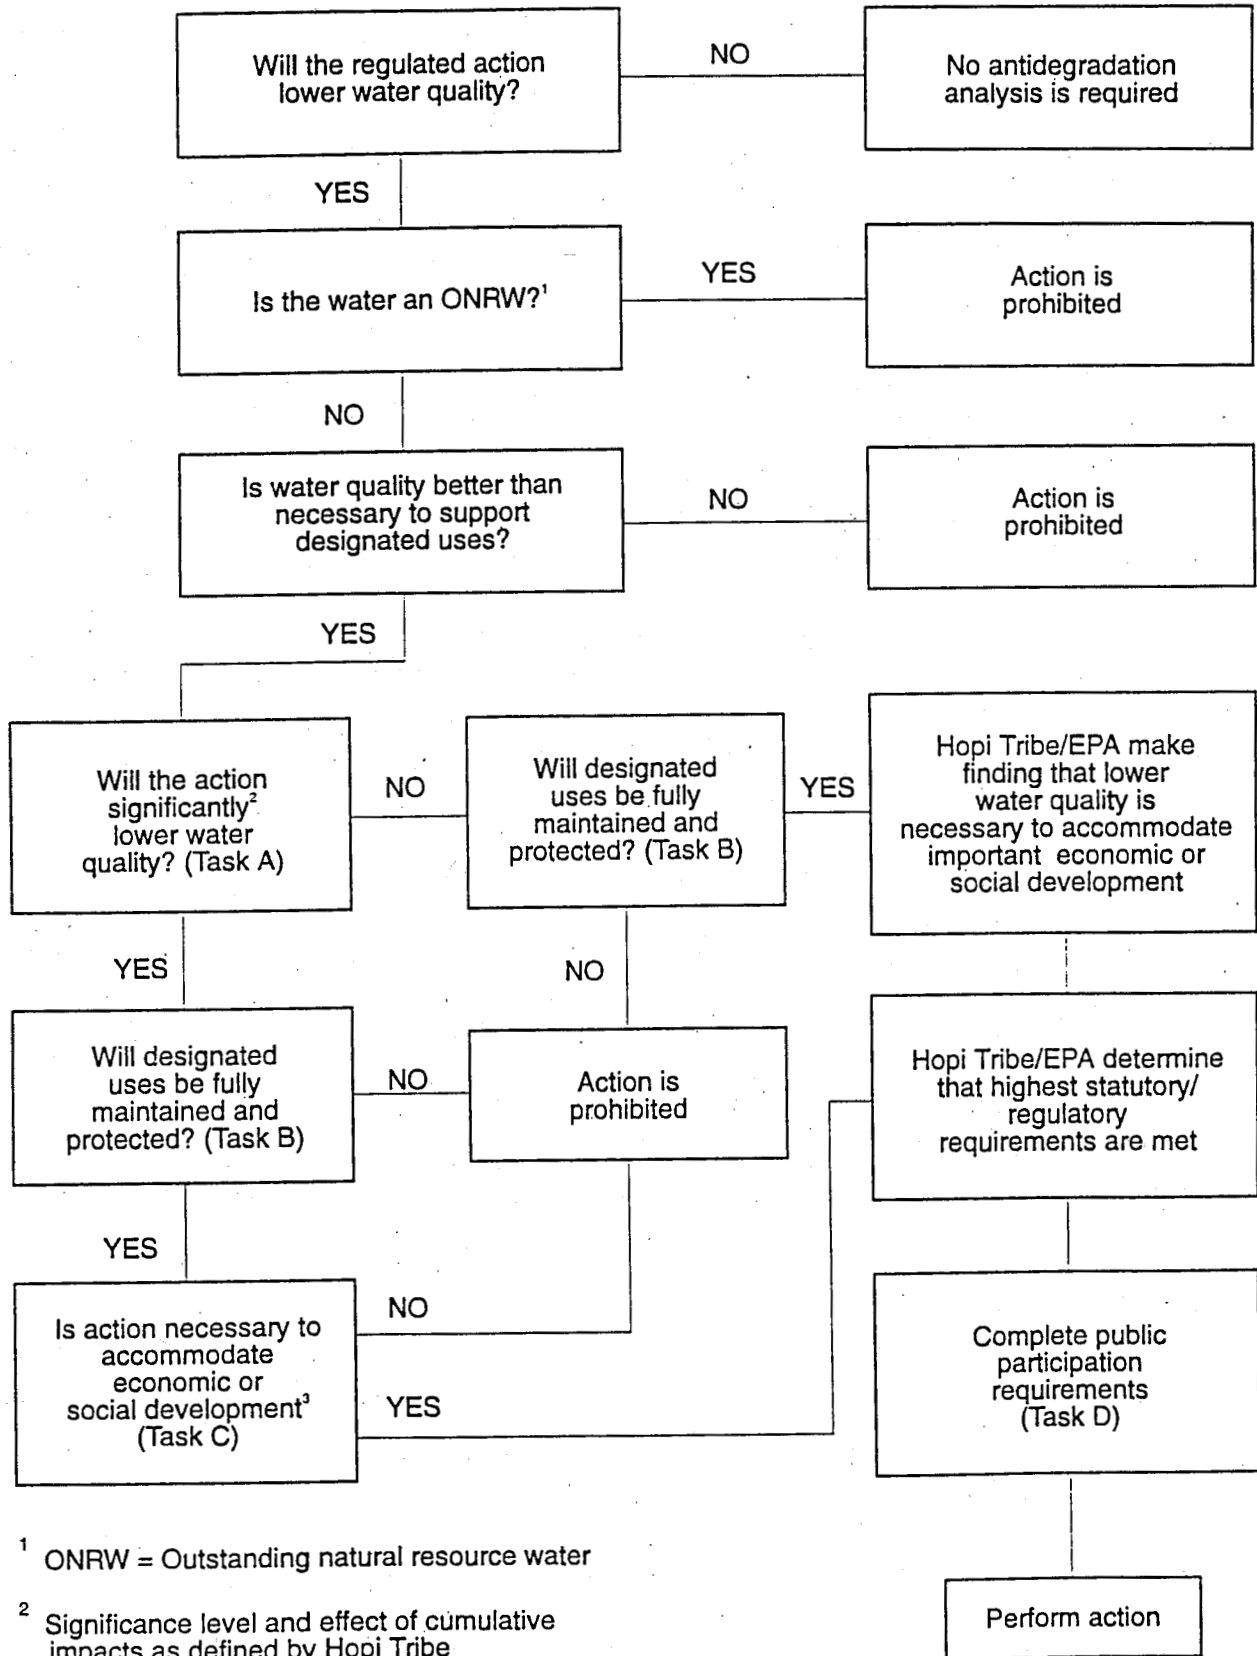 Will the regulated action
lower water quality?
NO
No antidegradation
analysis is required
YES
Is the water an ONRW?¹
YES
Action is
prohibited
NO
Is water quality better than
necessary to support
designated uses?
NO
Action is
prohibited
YES
Will the action
significantly²
lower water
quality? (Task A)
NO
Will designated
uses be fully
maintained and
protected? (Task B)
YES
Hopi Tribe/EPA make
finding that lower
water quality is
necessary to accommodate
important economic or
social development
YES
NO
Will designated
uses be fully
maintained and
protected? (Task B)
NO
Action is
prohibited
Hopi Tribe/EPA determine
that highest statutory/
regulatory
requirements are met
YES
Is action necessary to
accommodate
economic or
social development³
(Task C)
NO
YES
Complete public
participation
requirements
(Task D)
Perform action
¹ ONRW = Outstanding natural resource water
² Significance level and effect of cumulative
impacts as defined by Hopi Tribe